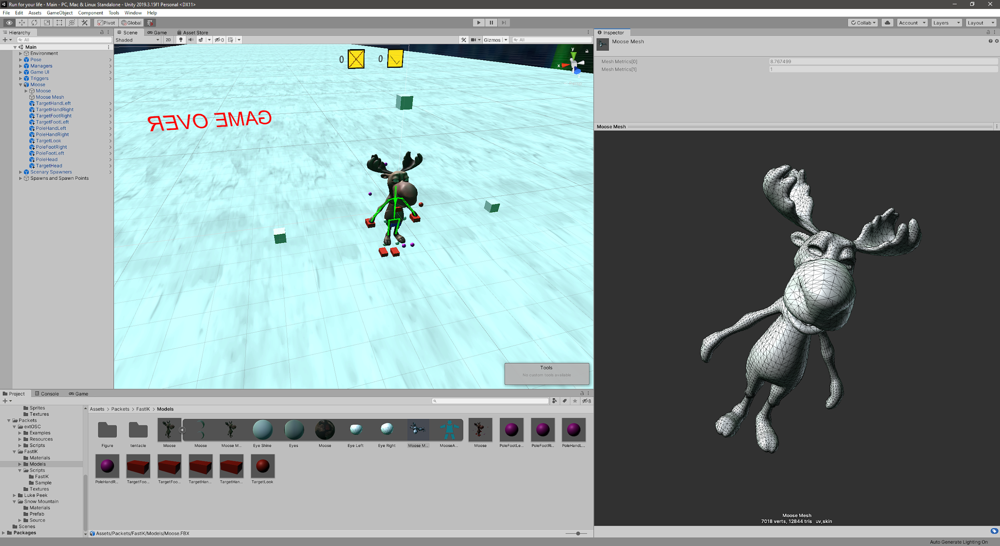 Run for your life - Main - PC, Mac & Linux Standalone - Unity 2019.3.15f1 Personal <DX11>
File Edit Assets GameObject Component Tools Window Help
Pivot Global Collab Account Layers Layout
Hierarchy
All
Main
Environment
Pose
Managers
Game UI
Triggers
Moose
Moose
Moose Mesh
TargetHandLeft
TargetHandRight
TargetFootRight
TargetFootLeft
PoleHandLeft
PoleHandRight
TargetLook
PoleFootRight
PoleFootLeft
PoleHead
TargetHead
Scenary Spawners
Spawns and Spawn Points
Scene Game Asset Store
Shaded 2D 0 Gizmos All
0 0
y
x
z
Persp
GAME OVER
Tools
No custom tools available
Inspector
Moose Mesh
Mesh Metrics[0] 8.767499
Mesh Metrics[1] 1
Moose Mesh
Moose Mesh
7018 verts, 12844 tris uv,skin
Project Console Game
8
Sprites
Textures
Packets
extOSC
Examples
Resources
Scripts
FastIK
Materials
Models
Scripts
FastIK
Sample
Textures
Luke Peek
Snow Mountain
Materials
Prefab
Source
Scenes
Packages
Assets > Packets > FastIK > Models
Figure tentacle Moose Moose Moose M... Eye Shine Eyes Moose Eye Left Eye Right Moose M... MooseA... Moose PoleFootLe... PoleFootRi... PoleHandL...
PoleHandR... TargetFoo... TargetFoo... TargetHan... TargetHan... TargetLook
Assets/Packets/FastIK/Models/Moose.FBX
Auto Generate Lighting On